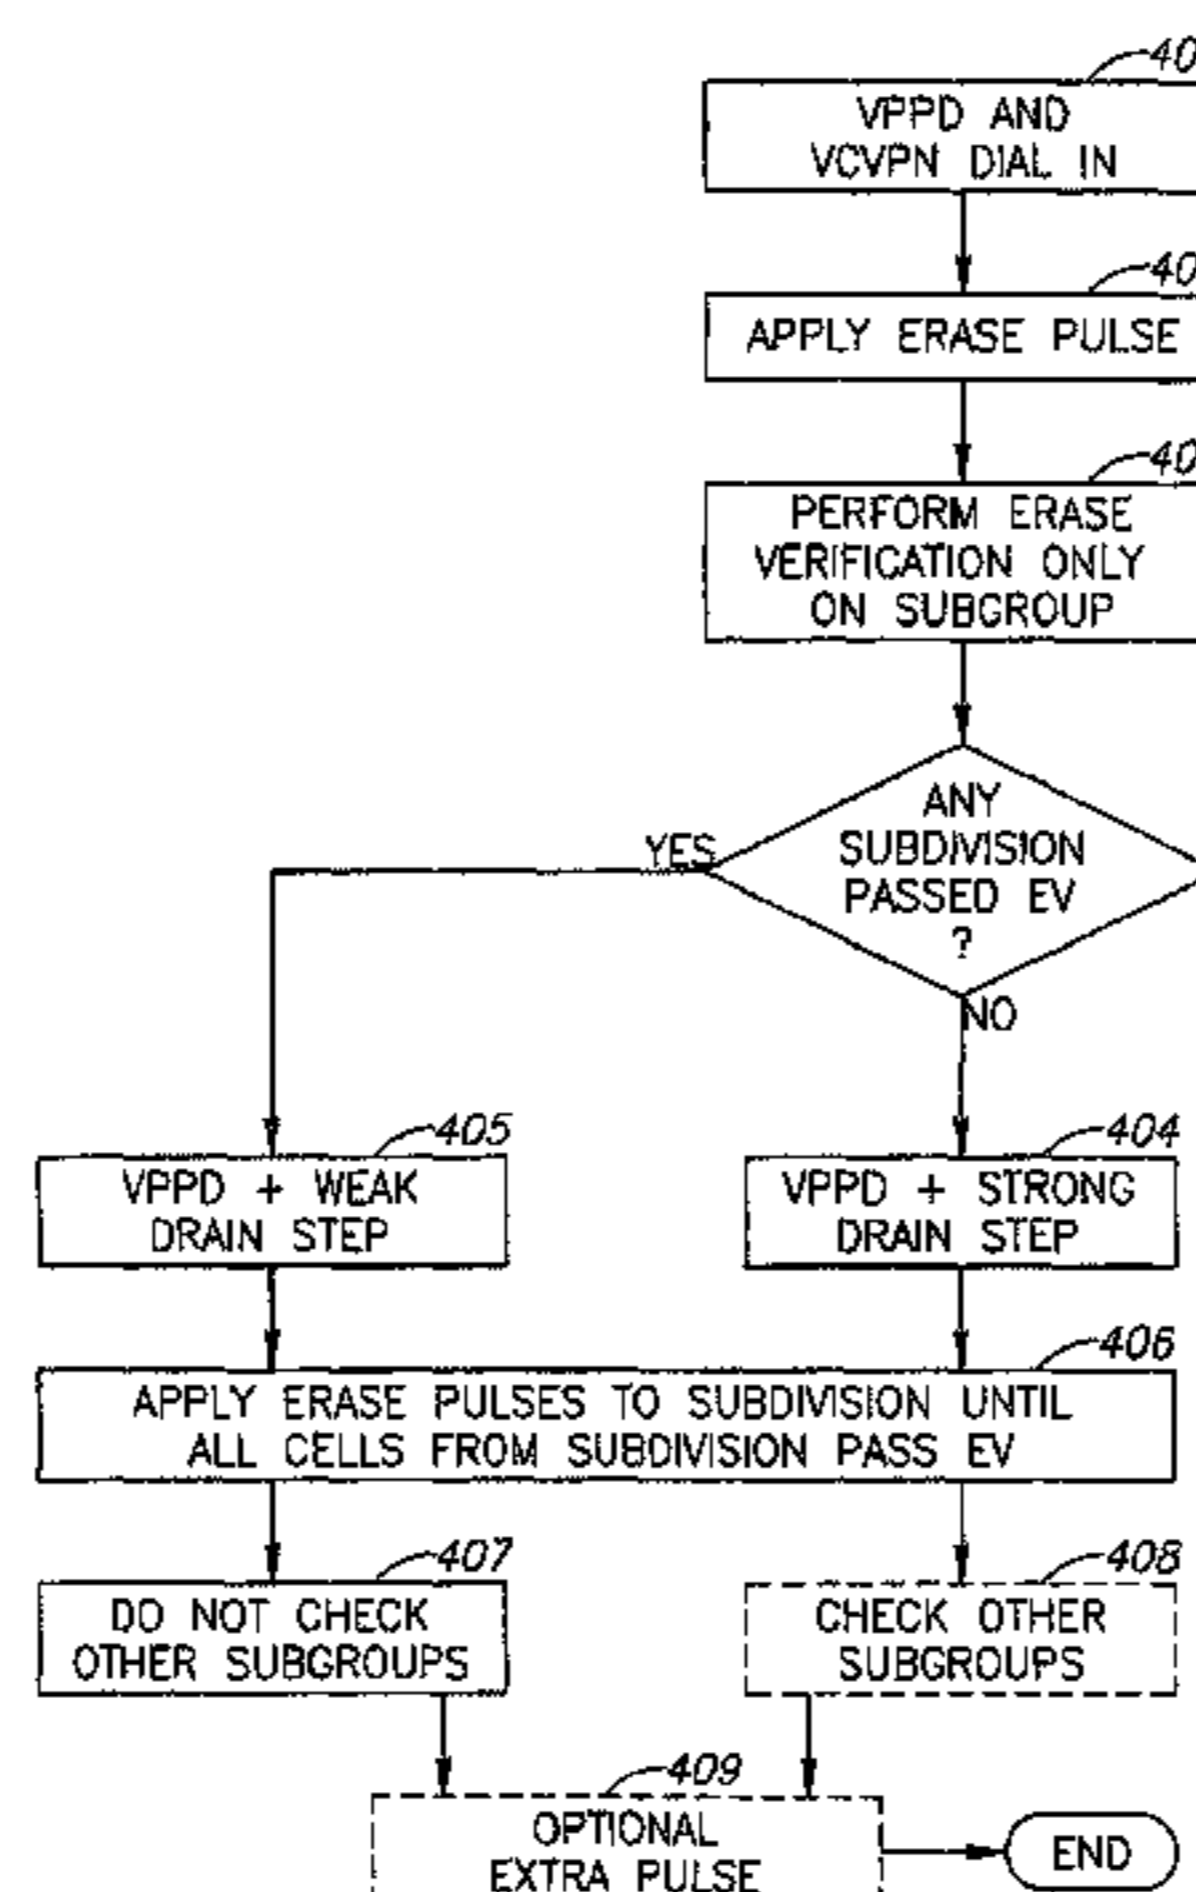 40
VPPD AND
VCVPN DIAL IN
40
APPLY ERASE PULSE
40
PERFORM ERASE
VERIFICATION ONLY
ON SUBGROUP
ANY
SUBDIVISION
PASSED EV
?
YES
NO
405
VPPD + WEAK
DRAIN STEP
404
VPPD + STRONG
DRAIN STEP
406
APPLY ERASE PULSES TO SUBDIVISION UNTIL
ALL CELLS FROM SUBDIVISION PASS EV
407
DO NOT CHECK
OTHER SUBGROUPS
408
CHECK OTHER
SUBGROUPS
409
OPTIONAL
EXTRA PULSE
END